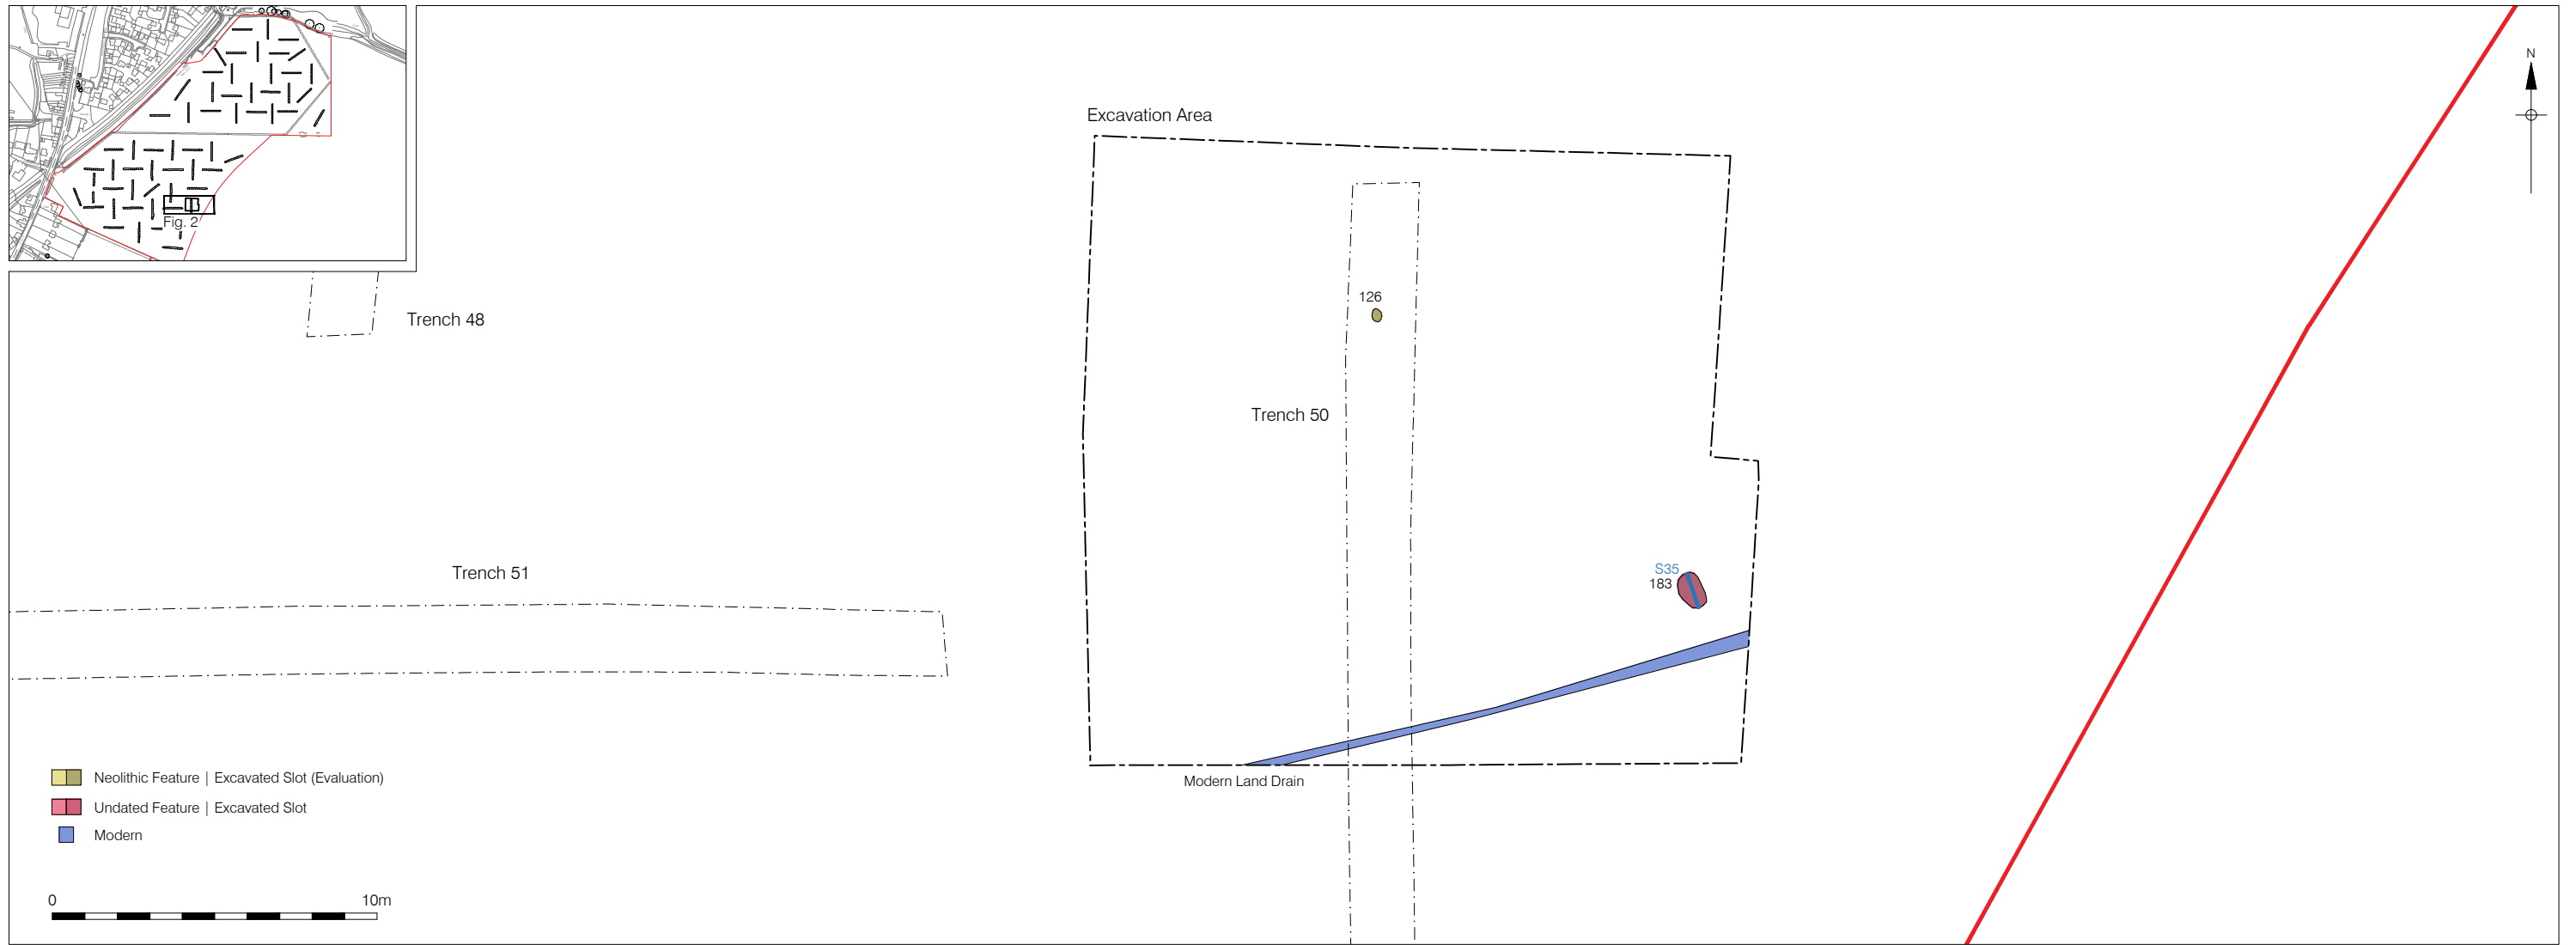 Fig. 2
N
Excavation Area
126
Trench 48
Trench 50
S35
183
Trench 51
Modern Land Drain
Neolithic Feature | Excavated Slot (Evaluation)
Undated Feature | Excavated Slot
Modern
0 10m